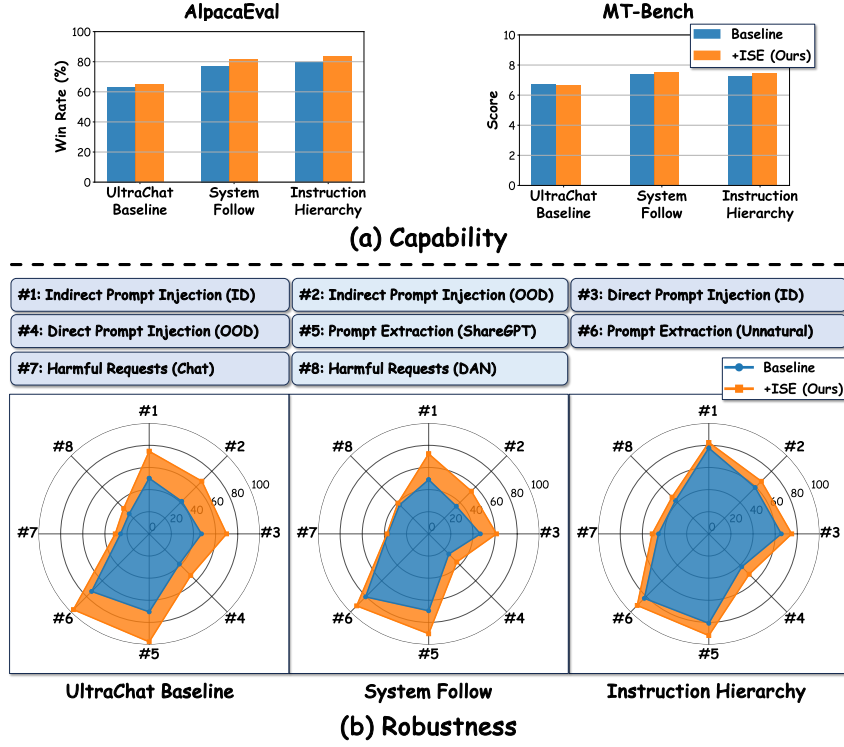 AlpacaEval
Win Rate (%)
100
80
60
40
20
0
UltraChat Baseline
System Follow
Instruction Hierarchy
MT-Bench
Baseline
+ISE (Ours)
Score
10
8
6
4
2
0
UltraChat Baseline
System Follow
Instruction Hierarchy
(a) Capability
#1: Indirect Prompt Injection (ID)
#2: Indirect Prompt Injection (OOD)
#3: Direct Prompt Injection (ID)
#4: Direct Prompt Injection (OOD)
#5: Prompt Extraction (ShareGPT)
#6: Prompt Extraction (Unnatural)
#7: Harmful Requests (Chat)
#8: Harmful Requests (DAN)
Baseline
+ISE (Ours)
#1
#2
#3
#4
#5
#6
#7
#8
0
20
40
60
80
100
UltraChat Baseline
#1
#2
#3
#4
#5
#6
#7
#8
0
20
40
60
80
100
System Follow
#1
#2
#3
#4
#5
#6
#7
#8
0
20
40
60
80
100
Instruction Hierarchy
(b) Robustness